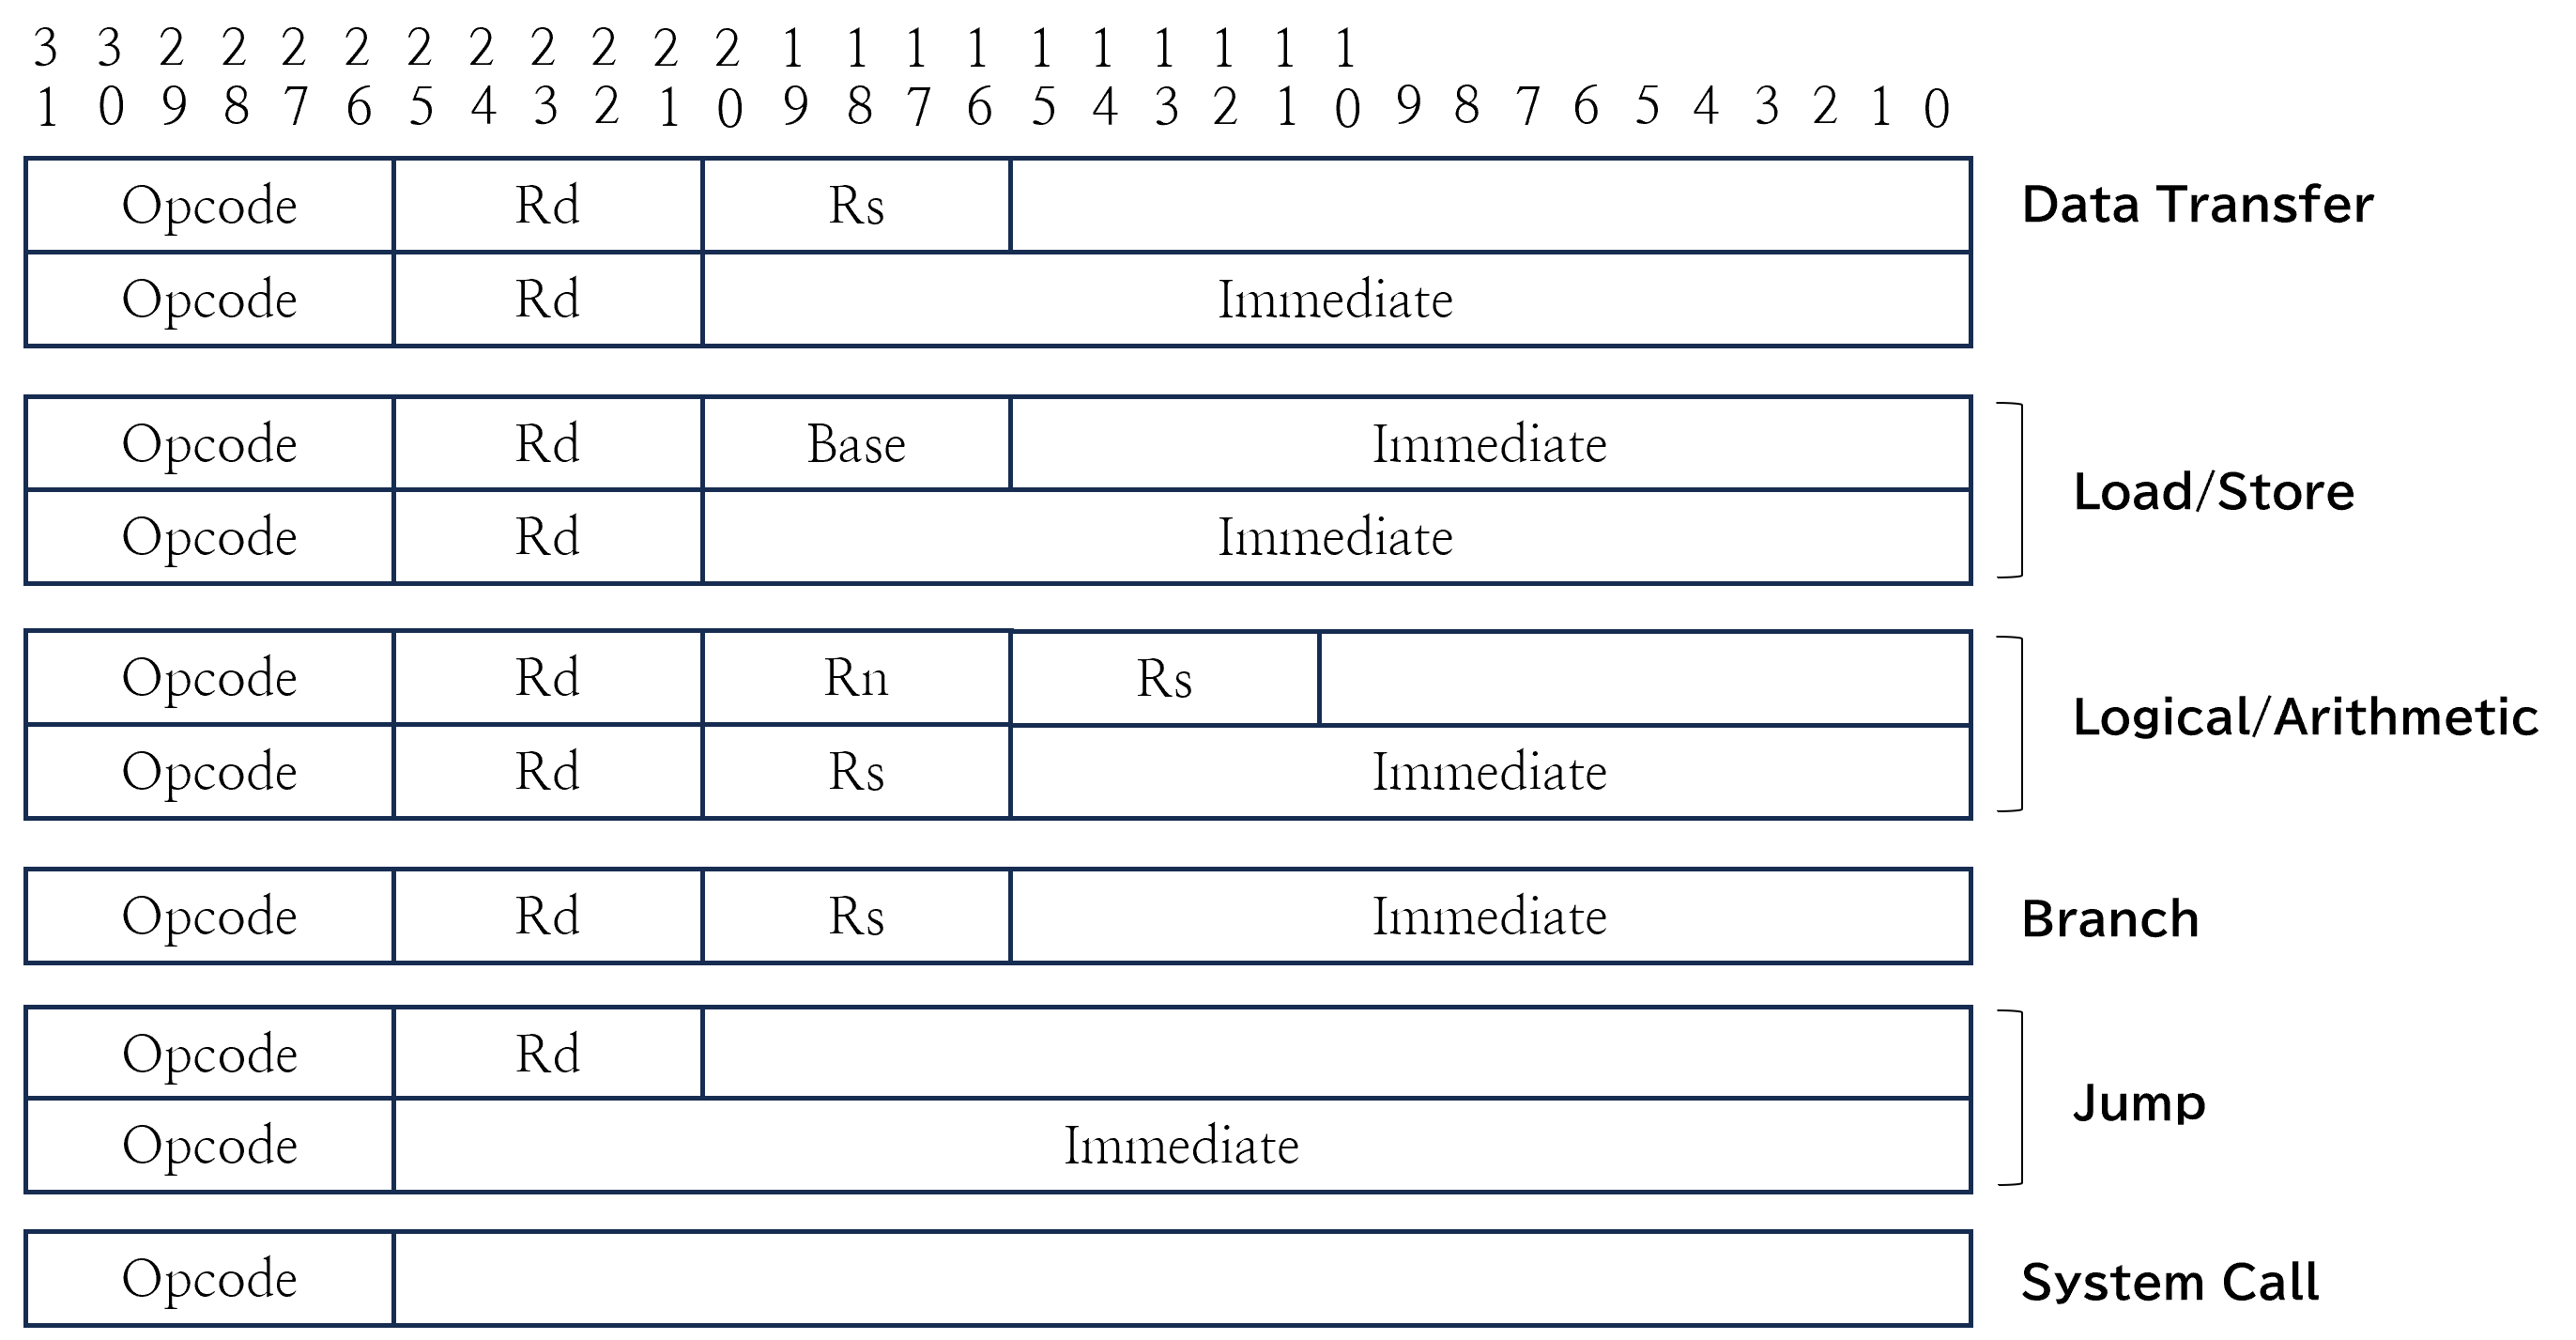 3 3 2 2 2 2 2 2 2 2 2 2 1 1 1 1 1 1 1 1 1 1
1 0 9 8 7 6 5 4 3 2 1 0 9 8 7 6 5 4 3 2 1 0 9 8 7 6 5 4 3 2 1 0
Opcode Rd Rs Data Transfer
Opcode Rd Immediate
Opcode Rd Base Immediate
Load/Store
Opcode Rd Immediate
Opcode Rd Rn Rs
Logical/Arithmetic
Opcode Rd Rs Immediate
Opcode Rd Rs Immediate Branch
Opcode Rd
Jump
Opcode Immediate
Opcode System Call